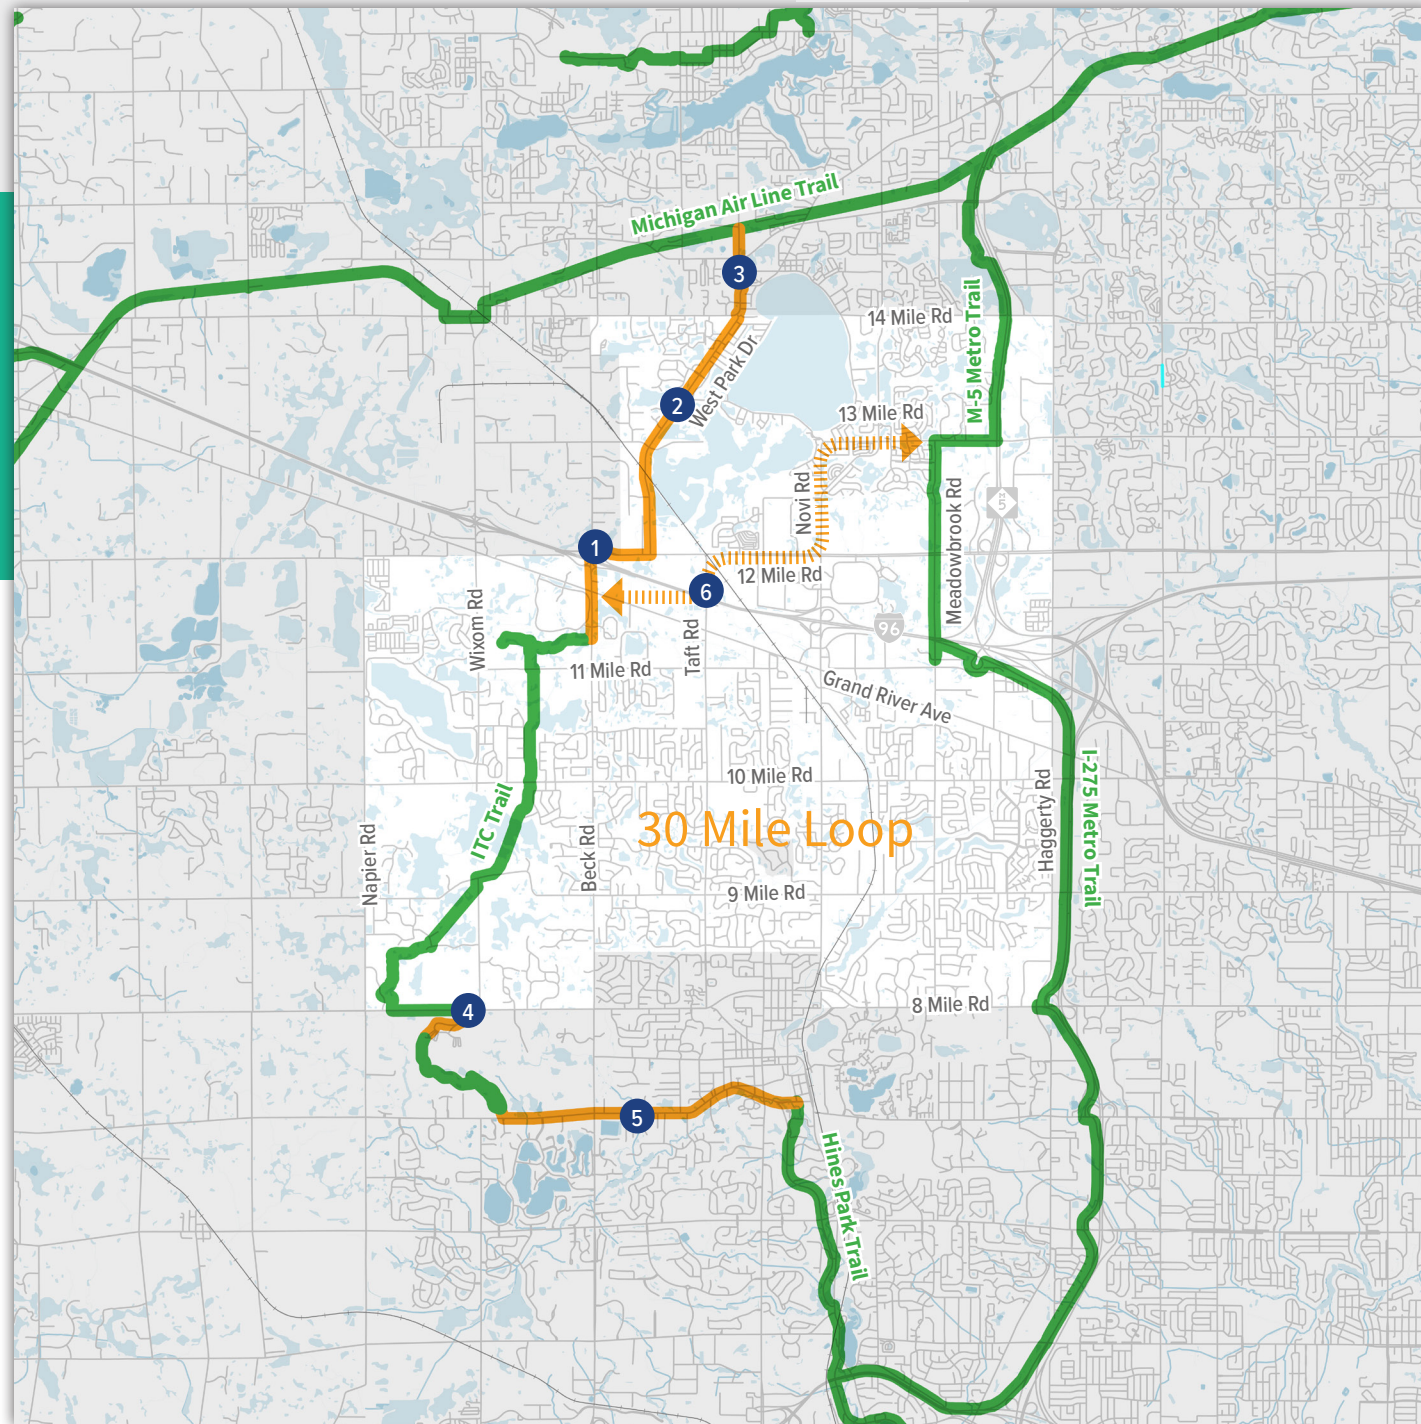 Michigan Air Line Trail
3
14 Mile Rd
M-5 Metro Trail
West Park Dr
2
13 Mile Rd
Novi Rd
Meadowbrook Rd
M
5
1
12 Mile Rd
6
Wixom Rd
96
Taft Rd
11 Mile Rd
Grand River Ave
10 Mile Rd
I-275 Metro Trail
Haggerty Rd
ITC Trail
30 Mile Loop
Napier Rd
Beck Rd
9 Mile Rd
8 Mile Rd
4
5
Hines Park Trail